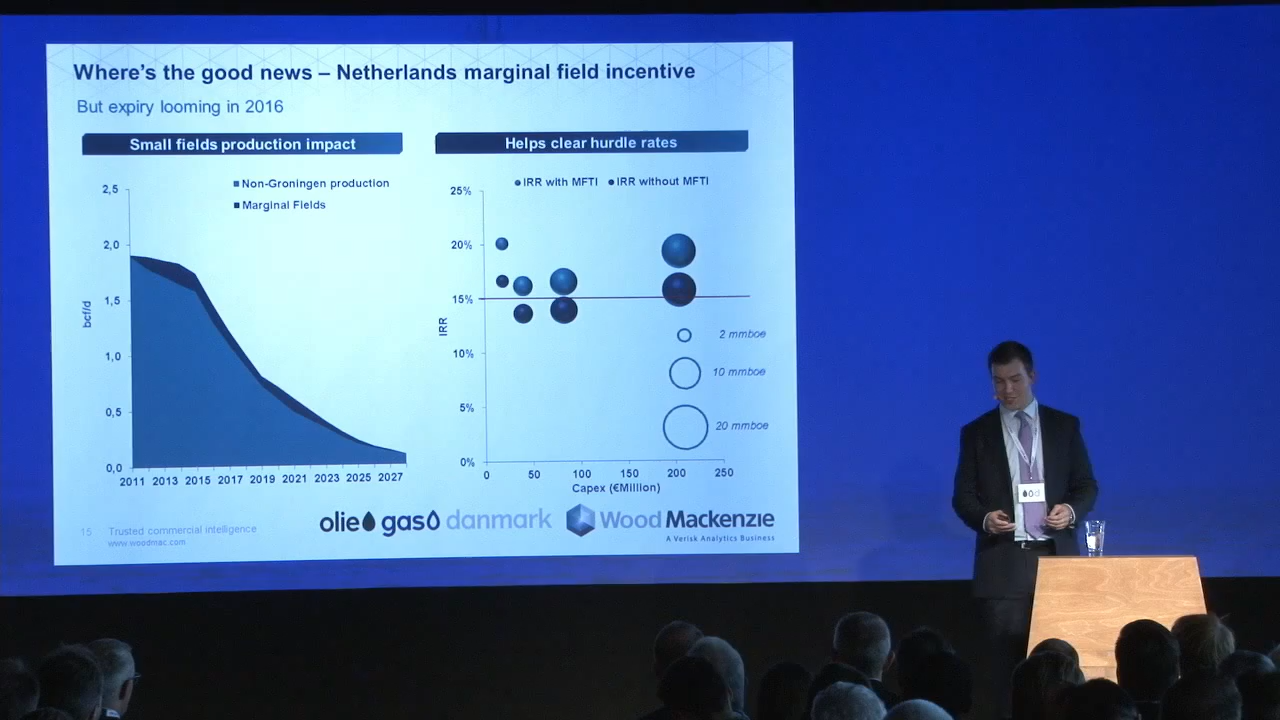 Where's the good news – Netherlands marginal field incentive
But expiry looming in 2016
Small fields production impact
Non-Groningen production
Marginal Fields
2,5
2,0
1,5
1,0
0,5
0,0
bcf/d
2011 2013 2015 2017 2019 2021 2023 2025 2027
Helps clear hurdle rates
IRR with MFTI IRR without MFTI
25%
20%
15%
10%
5%
0%
IRR
2 mmboe
10 mmboe
20 mmboe
0 50 100 150 200 250
Capex (€Million)
15 Trusted commercial intelligence
www.woodmac.com
olie gas danmark
Wood Mackenzie
A Verisk Analytics Business